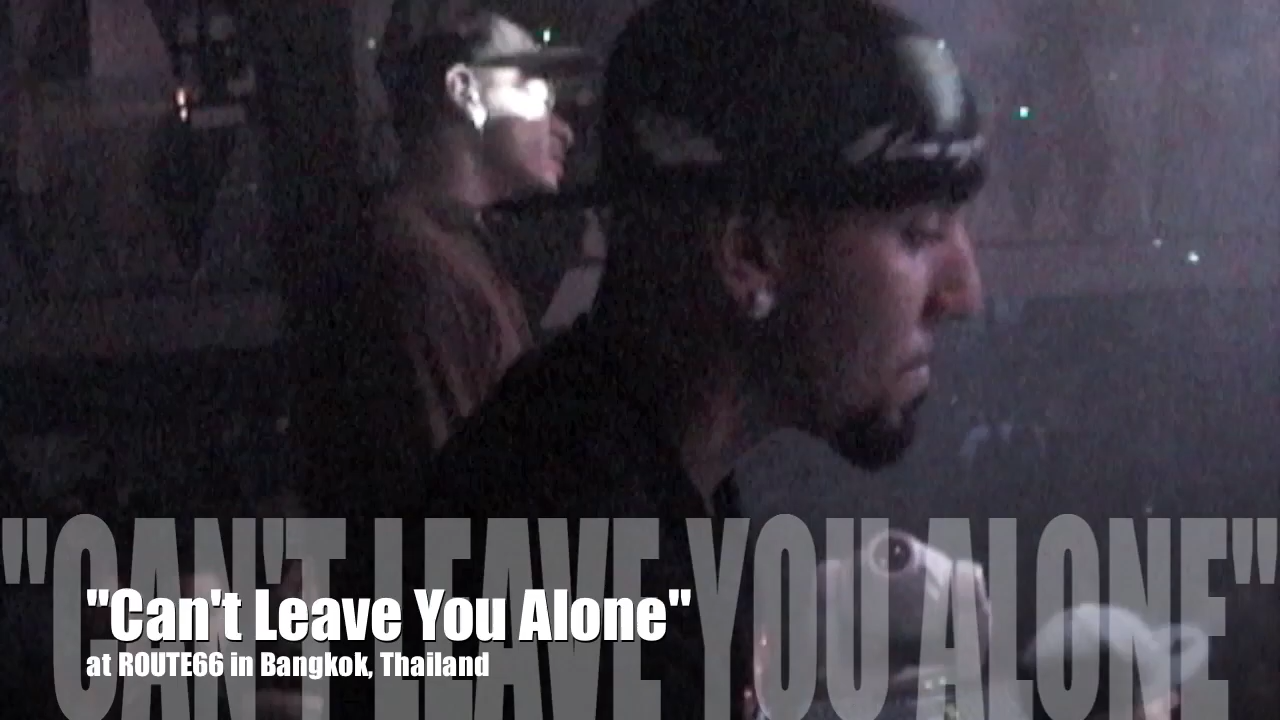 "CAN'T LEAVE YOU ALONE"
"Can't Leave You Alone"
at ROUTE66 in Bangkok, Thailand